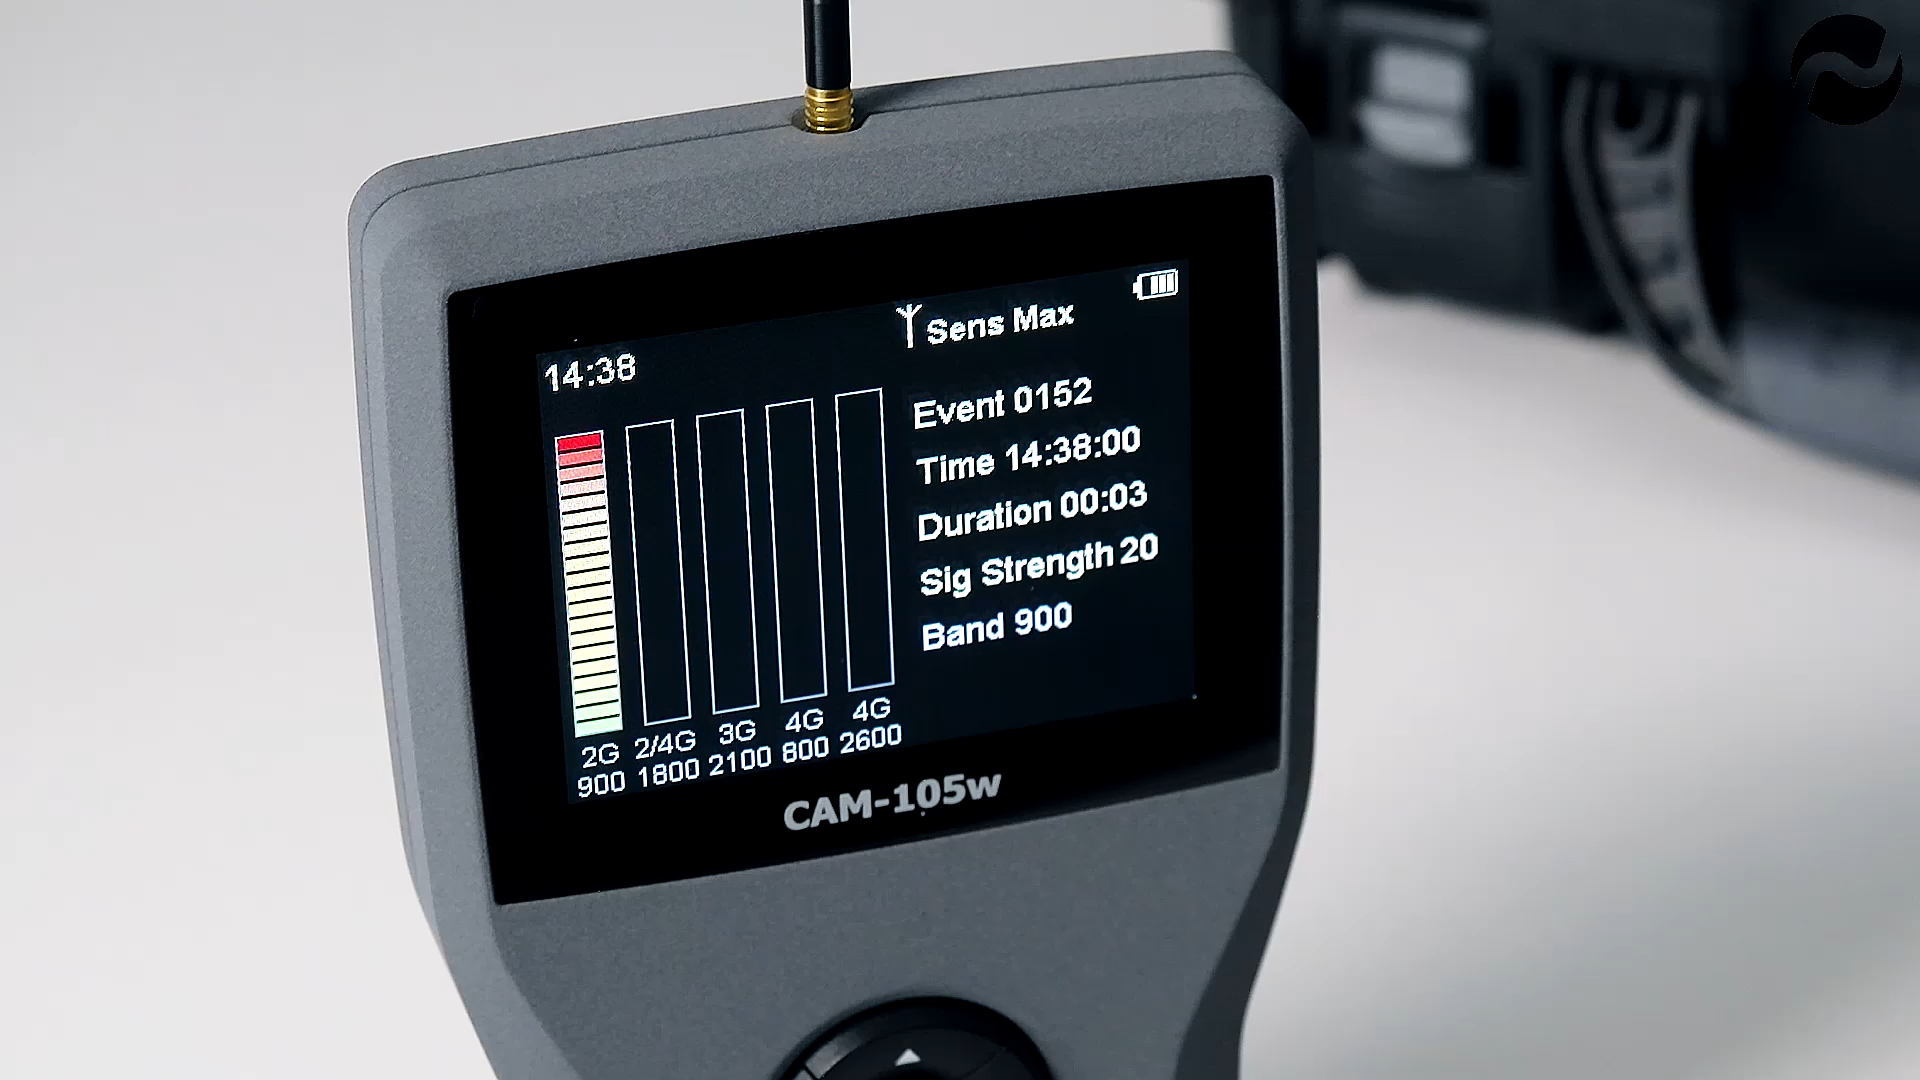 14:38
Sens Max
Event 0152
Time 14:38:00
Duration 00:03
Sig Strength 20
Band 900
2G 2/4G 3G 4G 4G
900 1800 2100 800 2600
CAM-105w